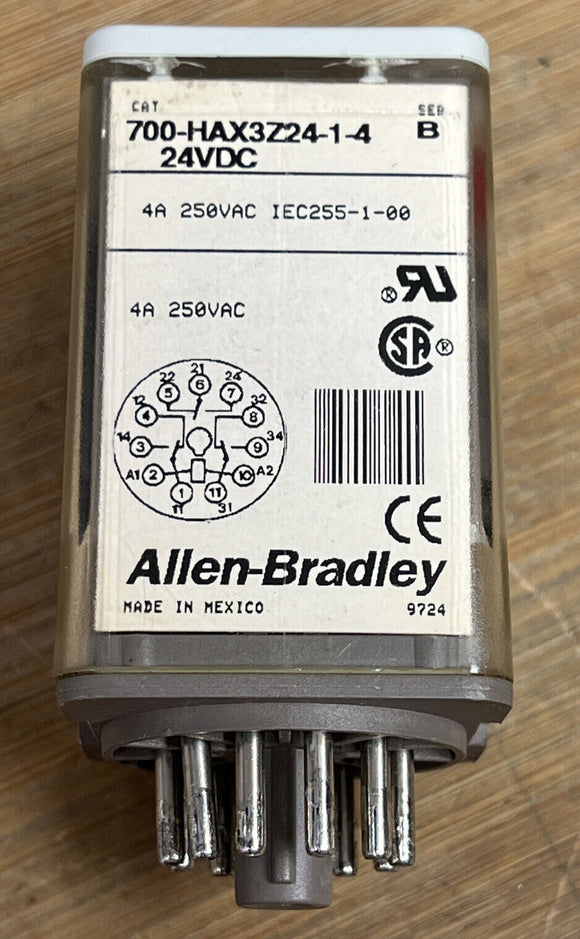 CAT SER
700-HAX3Z24-1-4 B
24VDC
4A 250VAC IEC255-1-00
® RU
4A 250VAC
SA ®
21
22 24
6
5 7
12 32
4 8
14 34
3 9
A1 2 10 A2
1 11
11 31
CE
Allen-Bradley
MADE IN MEXICO 9724